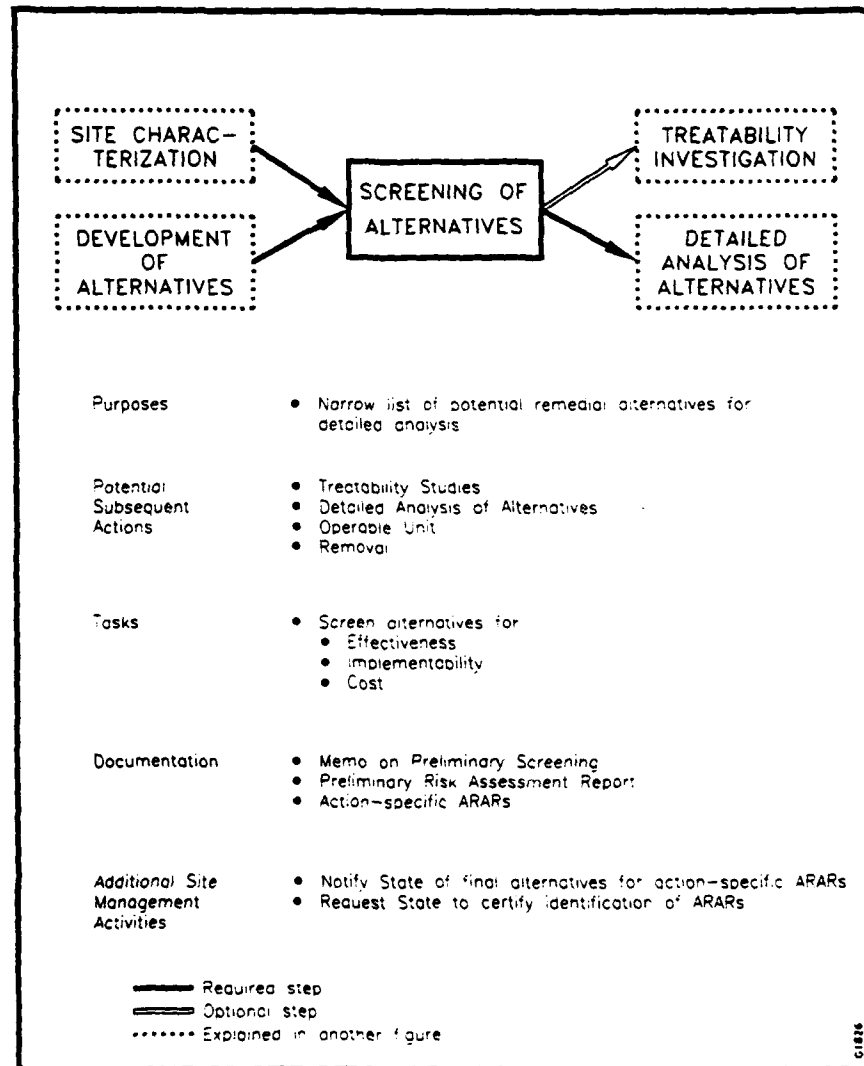 SITE CHARAC-
TERIZATION
DEVELOPMENT
OF
ALTERNATIVES
SCREENING OF
ALTERNATIVES
TREATABILITY
INVESTIGATION
DETAILED
ANALYSIS OF
ALTERNATIVES
Purposes
• Narrow list of potential remedial alternatives for
detailed analysis
Potential
Subsequent
Actions
• Treatability Studies
• Detailed Analysis of Alternatives
• Operable Unit
• Removal
Tasks
• Screen alternatives for
• Effectiveness
• Implementability
• Cost
Documentation
• Memo on Preliminary Screening
• Preliminary Risk Assessment Report
• Action-specific ARARs
Additional Site
Management
Activities
• Notify State of final alternatives for action-specific ARARs
• Request State to certify identification of ARARs
Required step
Optional step
Explained in another figure
G1826